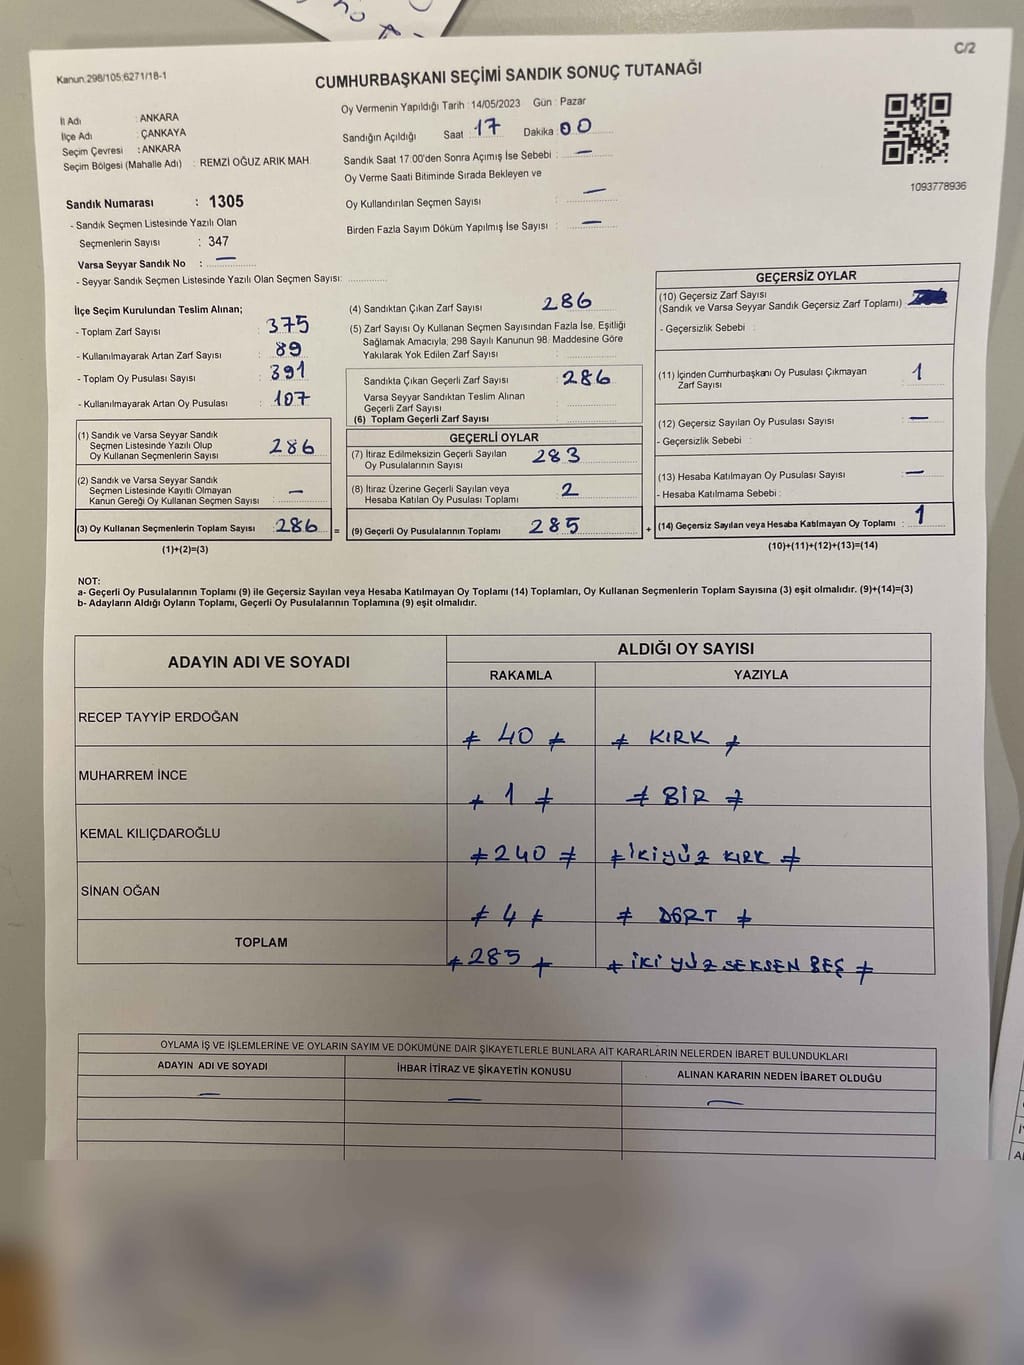 C/2
Kanun:298/105;6271/18-1
CUMHURBAŞKANI SEÇİMİ SANDIK SONUÇ TUTANAĞI
İl Adı : ANKARA
İlçe Adı : ÇANKAYA
Seçim Çevresi : ANKARA
Seçim Bölgesi (Mahalle Adı) : REMZİ OĞUZ ARIK MAH.
Oy Vermenin Yapıldığı Tarih : 14/05/2023 Gün : Pazar
Sandığın Açıldığı Saat : 17 Dakika : 00
Sandık Saat 17.00'den Sonra Açımış İse Sebebi : —
Oy Verme Saati Bitiminde Sırada Bekleyen ve
Oy Kullandırılan Seçmen Sayısı : —
Birden Fazla Sayım Döküm Yapılmış İse Sayısı : —
1093778936
Sandık Numarası : 1305
- Sandık Seçmen Listesinde Yazılı Olan
Seçmenlerin Sayısı : 347
Varsa Seyyar Sandık No : —
- Seyyar Sandık Seçmen Listesinde Yazılı Olan Seçmen Sayısı: ............
İlçe Seçim Kurulundan Teslim Alınan;
- Toplam Zarf Sayısı : 375
- Kullanılmayarak Artan Zarf Sayısı : 89
- Toplam Oy Pusulası Sayısı : 391
- Kullanılmayarak Artan Oy Pusulası : 107
(1) Sandık ve Varsa Seyyar Sandık
Seçmen Listesinde Yazılı Olup
Oy Kullanan Seçmenlerin Sayısı : 286
(2) Sandık ve Varsa Seyyar Sandık
Seçmen Listesinde Kayıtlı Olmayan
Kanun Gereği Oy Kullanan Seçmen Sayısı : —
(3) Oy Kullanan Seçmenlerin Toplam Sayısı : 286 =
(1)+(2)=(3)
(4) Sandıktan Çıkan Zarf Sayısı : 286
(5) Zarf Sayısı Oy Kullanan Seçmen Sayısından Fazla İse, Eşitliği
Sağlamak Amacıyla, 298 Sayılı Kanunun 98. Maddesine Göre
Yakılarak Yok Edilen Zarf Sayısı :
Sandıkta Çıkan Geçerli Zarf Sayısı : 286
Varsa Seyyar Sandıktan Teslim Alınan
Geçerli Zarf Sayısı :
(6) Toplam Geçerli Zarf Sayısı :
GEÇERLİ OYLAR
(7) İtiraz Edilmeksizin Geçerli Sayılan
Oy Pusulalarının Sayısı : 283
(8) İtiraz Üzerine Geçerli Sayılan veya
Hesaba Katılan Oy Pusulası Toplamı : 2
(9) Geçerli Oy Pusulalarının Toplamı : 285 +
GEÇERSİZ OYLAR
(10) Geçersiz Zarf Sayısı
(Sandık ve Varsa Seyyar Sandık Geçersiz Zarf Toplamı) :
- Geçersizlik Sebebi :
(11) İçinden Cumhurbaşkanı Oy Pusulası Çıkmayan
Zarf Sayısı : 1
(12) Geçersiz Sayılan Oy Pusulası Sayısı : —
- Geçersizlik Sebebi :
(13) Hesaba Katılmayan Oy Pusulası Sayısı : —
- Hesaba Katılmama Sebebi :
(14) Geçersiz Sayılan veya Hesaba Katılmayan Oy Toplamı : 1
(10)+(11)+(12)+(13)=(14)
NOT:
a- Geçerli Oy Pusulalarının Toplamı (9) ile Geçersiz Sayılan veya Hesaba Katılmayan Oy Toplamı (14) Toplamları, Oy Kullanan Seçmenlerin Toplam Sayısına (3) eşit olmalıdır. (9)+(14)=(3)
b- Adayların Aldığı Oyların Toplamı, Geçerli Oy Pusulalarının Toplamına (9) eşit olmalıdır.
ADAYIN ADI VE SOYADI ALDIĞI OY SAYISI
RAKAMLA YAZIYLA
RECEP TAYYİP ERDOĞAN 40 KIRK
MUHARREM İNCE 1 BİR
KEMAL KILIÇDAROĞLU 240 İKİYÜZ KIRK
SİNAN OĞAN 4 DÖRT
TOPLAM 285 İKİ YÜZ SEKSEN BEŞ
OYLAMA İŞ VE İŞLEMLERİNE VE OYLARIN SAYIM VE DÖKÜMÜNE DAİR ŞİKAYETLERLE BUNLARA AİT KARARLARIN NELERDEN İBARET BULUNDUKLARI
ADAYIN ADI VE SOYADI İHBAR İTİRAZ VE ŞİKAYETİN KONUSU ALINAN KARARIN NEDEN İBARET OLDUĞU
— — —